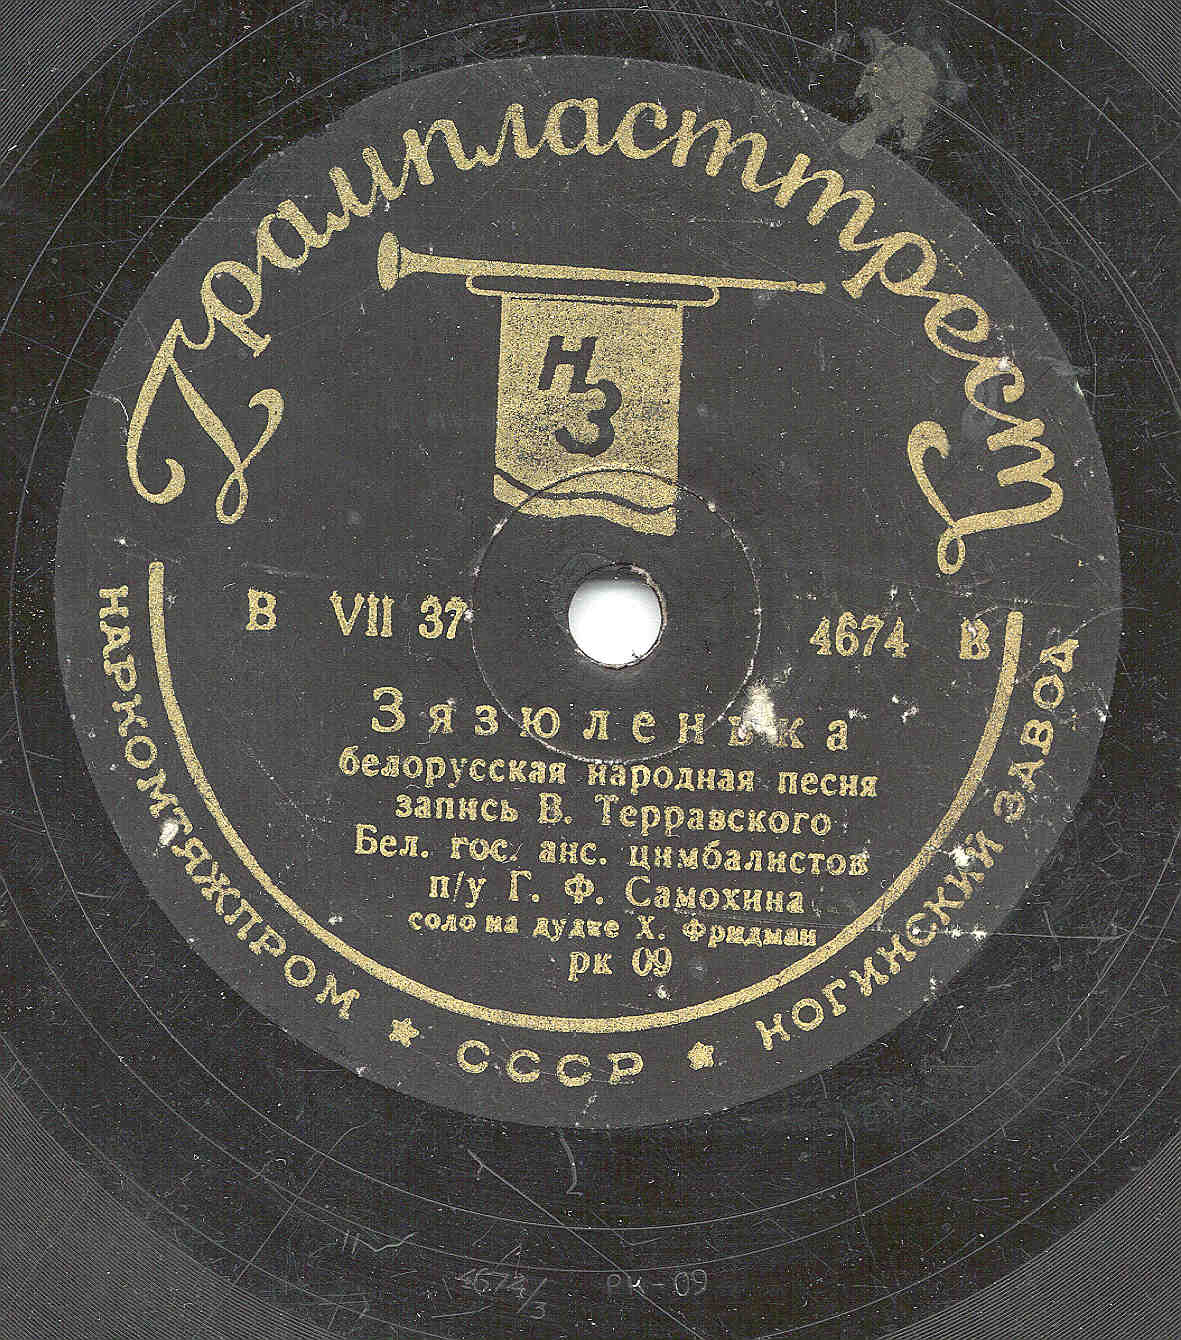 Грампласттрест
НЗ
В VII 37 4674 В
Зязюленька
белорусская народная песня
запись В. Терравского
Бел. гос. анс. цимбалистов
п/у Г. Ф. Самохина
соло на дудке Х. Фридман
рк 09
НАРКОМТЯЖПРОМ ★ СССР ★ НОГИНСКИЙ ЗАВОД
4674/3 РК-09